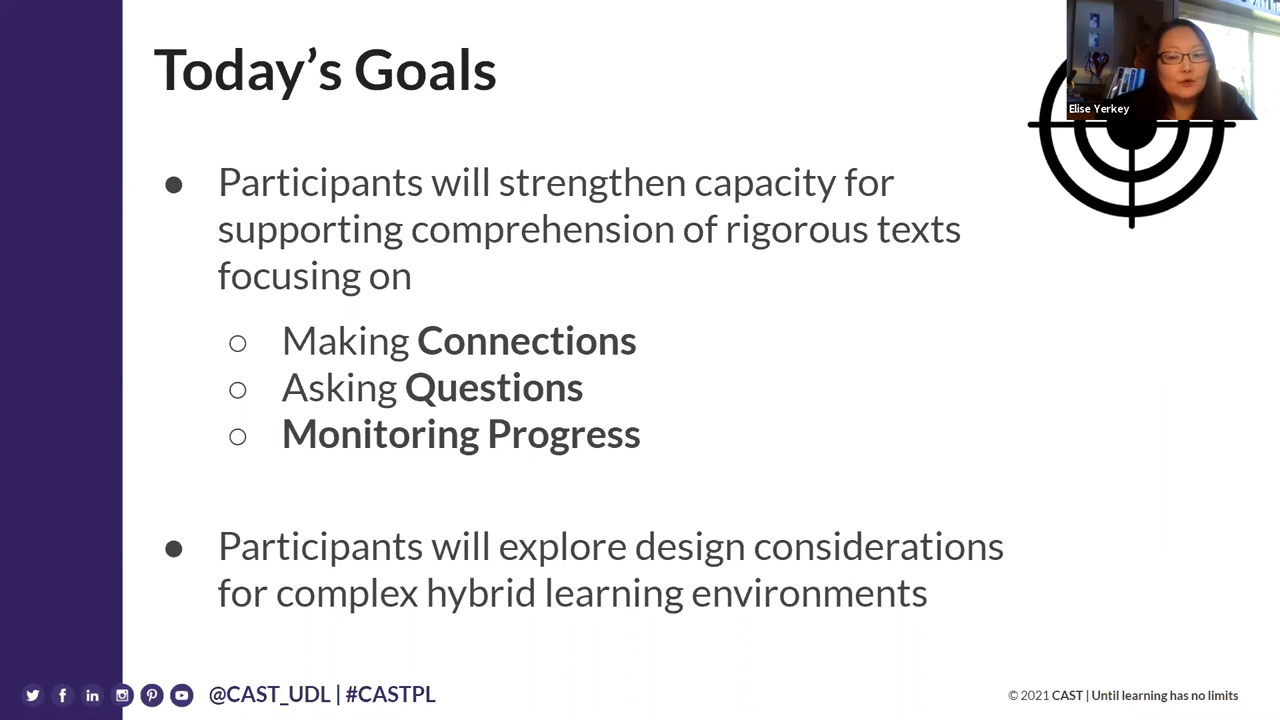 Today's Goals
Elise Yerkey
● Participants will strengthen capacity for
supporting comprehension of rigorous texts
focusing on
○ Making Connections
○ Asking Questions
○ Monitoring Progress
● Participants will explore design considerations
for complex hybrid learning environments
@CAST_UDL | #CASTPL
© 2021 CAST | Until learning has no limits